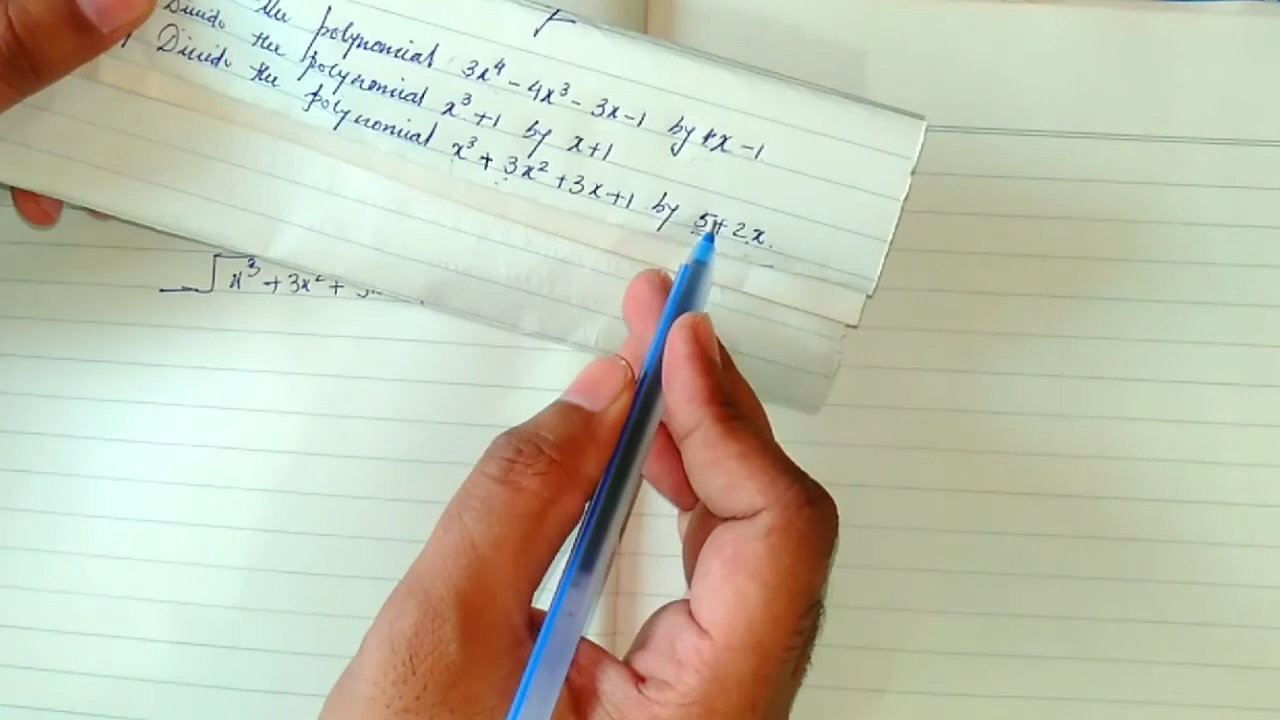 Divide the polynomial 3x⁴ - 4x³ - 3x - 1 by x - 1
Divide the polynomial x³ + 1 by x + 1
Divide the polynomial x³ + 3x² + 3x + 1 by 5 + 2x.
x³ + 3x² +